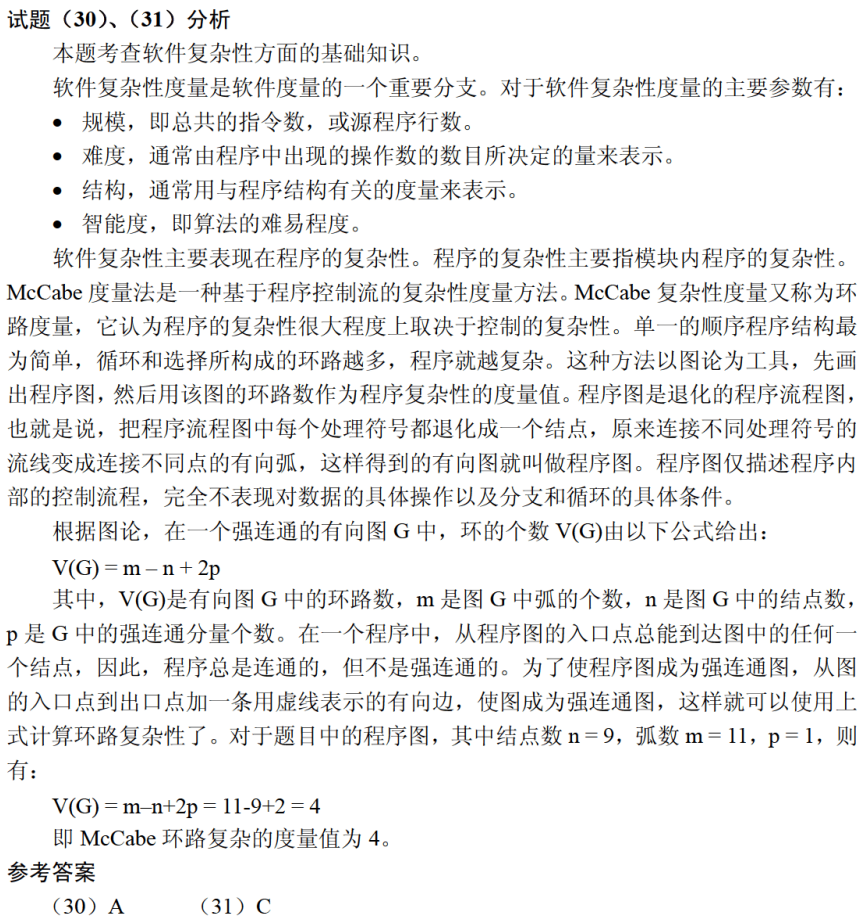 试题（30）、（31）分析
本题考查软件复杂性方面的基础知识。
软件复杂性度量是软件度量的一个重要分支。对于软件复杂性度量的主要参数有：
• 规模，即总共的指令数，或源程序行数。
• 难度，通常由程序中出现的操作数的数目所决定的量来表示。
• 结构，通常用与程序结构有关的度量来表示。
• 智能度，即算法的难易程度。
软件复杂性主要表现在程序的复杂性。程序的复杂性主要指模块内程序的复杂性。
McCabe 度量法是一种基于程序控制流的复杂性度量方法。McCabe 复杂性度量又称为环
路度量，它认为程序的复杂性很大程度上取决于控制的复杂性。单一的顺序程序结构最
为简单，循环和选择所构成的环路越多，程序就越复杂。这种方法以图论为工具，先画
出程序图，然后用该图的环路数作为程序复杂性的度量值。程序图是退化的程序流程图，
也就是说，把程序流程图中每个处理符号都退化成一个结点，原来连接不同处理符号的
流线变成连接不同点的有向弧，这样得到的有向图就叫做程序图。程序图仅描述程序内
部的控制流程，完全不表现对数据的具体操作以及分支和循环的具体条件。
根据图论，在一个强连通的有向图 G 中，环的个数 V(G)由以下公式给出：
V(G) = m – n + 2p
其中，V(G)是有向图 G 中的环路数，m 是图 G 中弧的个数，n 是图 G 中的结点数，
p 是 G 中的强连通分量个数。在一个程序中，从程序图的入口点总能到达图中的任何一
个结点，因此，程序总是连通的，但不是强连通的。为了使程序图成为强连通图，从图
的入口点到出口点加一条用虚线表示的有向边，使图成为强连通图，这样就可以使用上
式计算环路复杂性了。对于题目中的程序图，其中结点数 n = 9，弧数 m = 11，p = 1，则
有：
V(G) = m–n+2p = 11-9+2 = 4
即 McCabe 环路复杂的度量值为 4。
参考答案
（30）A （31）C